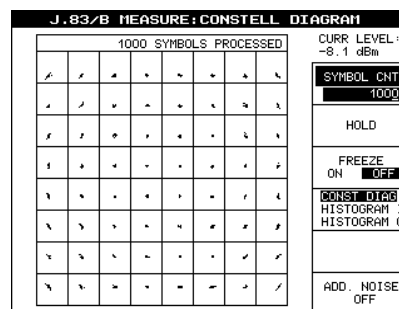 J.83/B MEASURE:CONSTELL DIAGRAM
1000 SYMBOLS PROCESSED
CURR LEVEL:
-8.1 dBm
SYMBOL CNT
1000
HOLD
FREEZE
ON OFF
CONST DIAG
HISTOGRAM
HISTOGRAM
ADD. NOISE
OFF